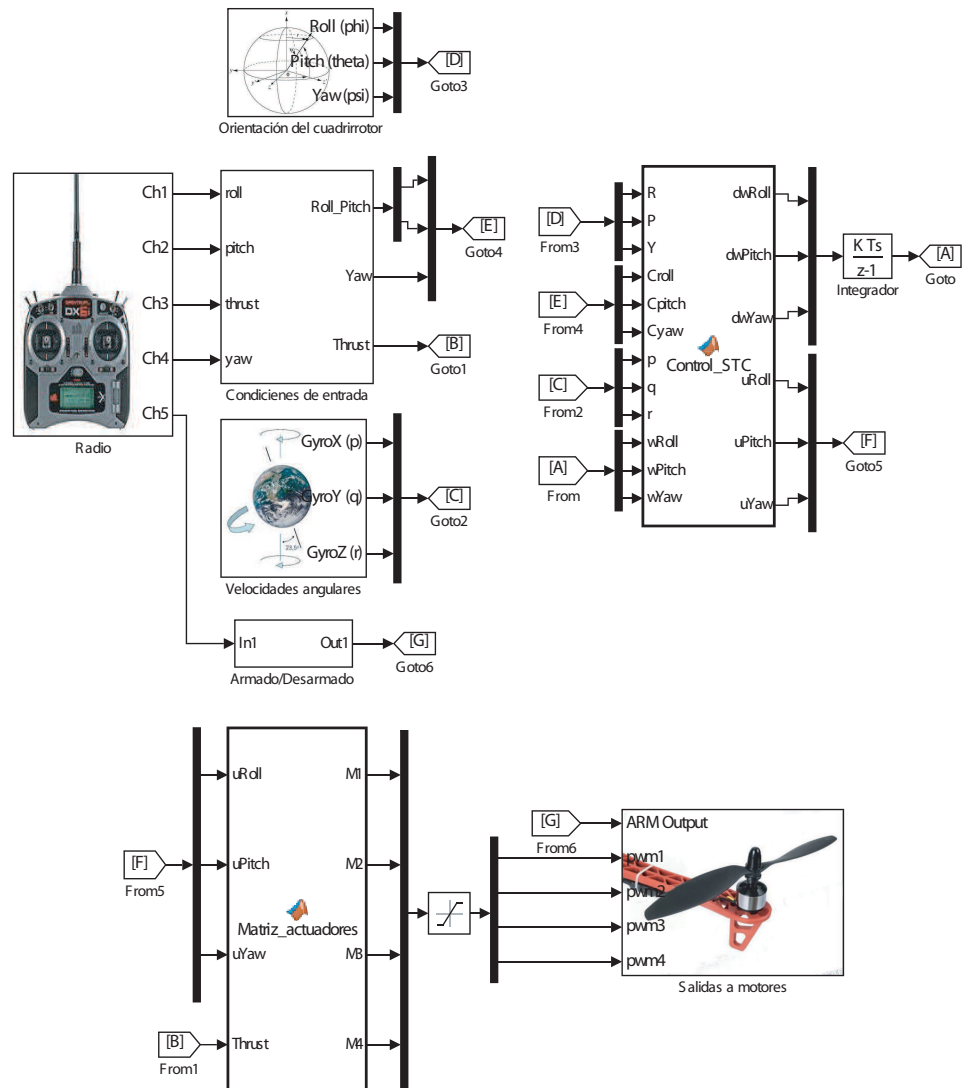 Roll (phi)
Pitch (theta)
Yaw (psi)
Orientación del cuadrirrotor
[D]
Goto3
Ch1
Ch2
Ch3
Ch4
Ch5
DX6i
Radio
roll
pitch
thrust
yaw
Roll_Pitch
Yaw
Thrust
Condicienes de entrada
[E]
Goto4
[B]
Goto1
GyroX (p)
GyroY (q)
GyroZ (r)
23.5°
Velocidades angulares
[C]
Goto2
In1
Out1
Armado/Desarmado
[G]
Goto6
[D]
From3
[E]
From4
[C]
From2
[A]
From
R
P
Y
Croll
Cpitch
Cyaw
p
q
r
wRoll
wPitch
wYaw
Control_STC
dwRoll
dwPitch
dwYaw
uRoll
uPitch
uYaw
K Ts
z-1
Integrador
[A]
Goto
[F]
Goto5
[F]
From5
[B]
From1
uRoll
uPitch
uYaw
Thrust
Matriz_actuadores
M1
M2
M3
M4
[G]
From6
ARM Output
pwm1
pwm2
pwm3
pwm4
Salidas a motores